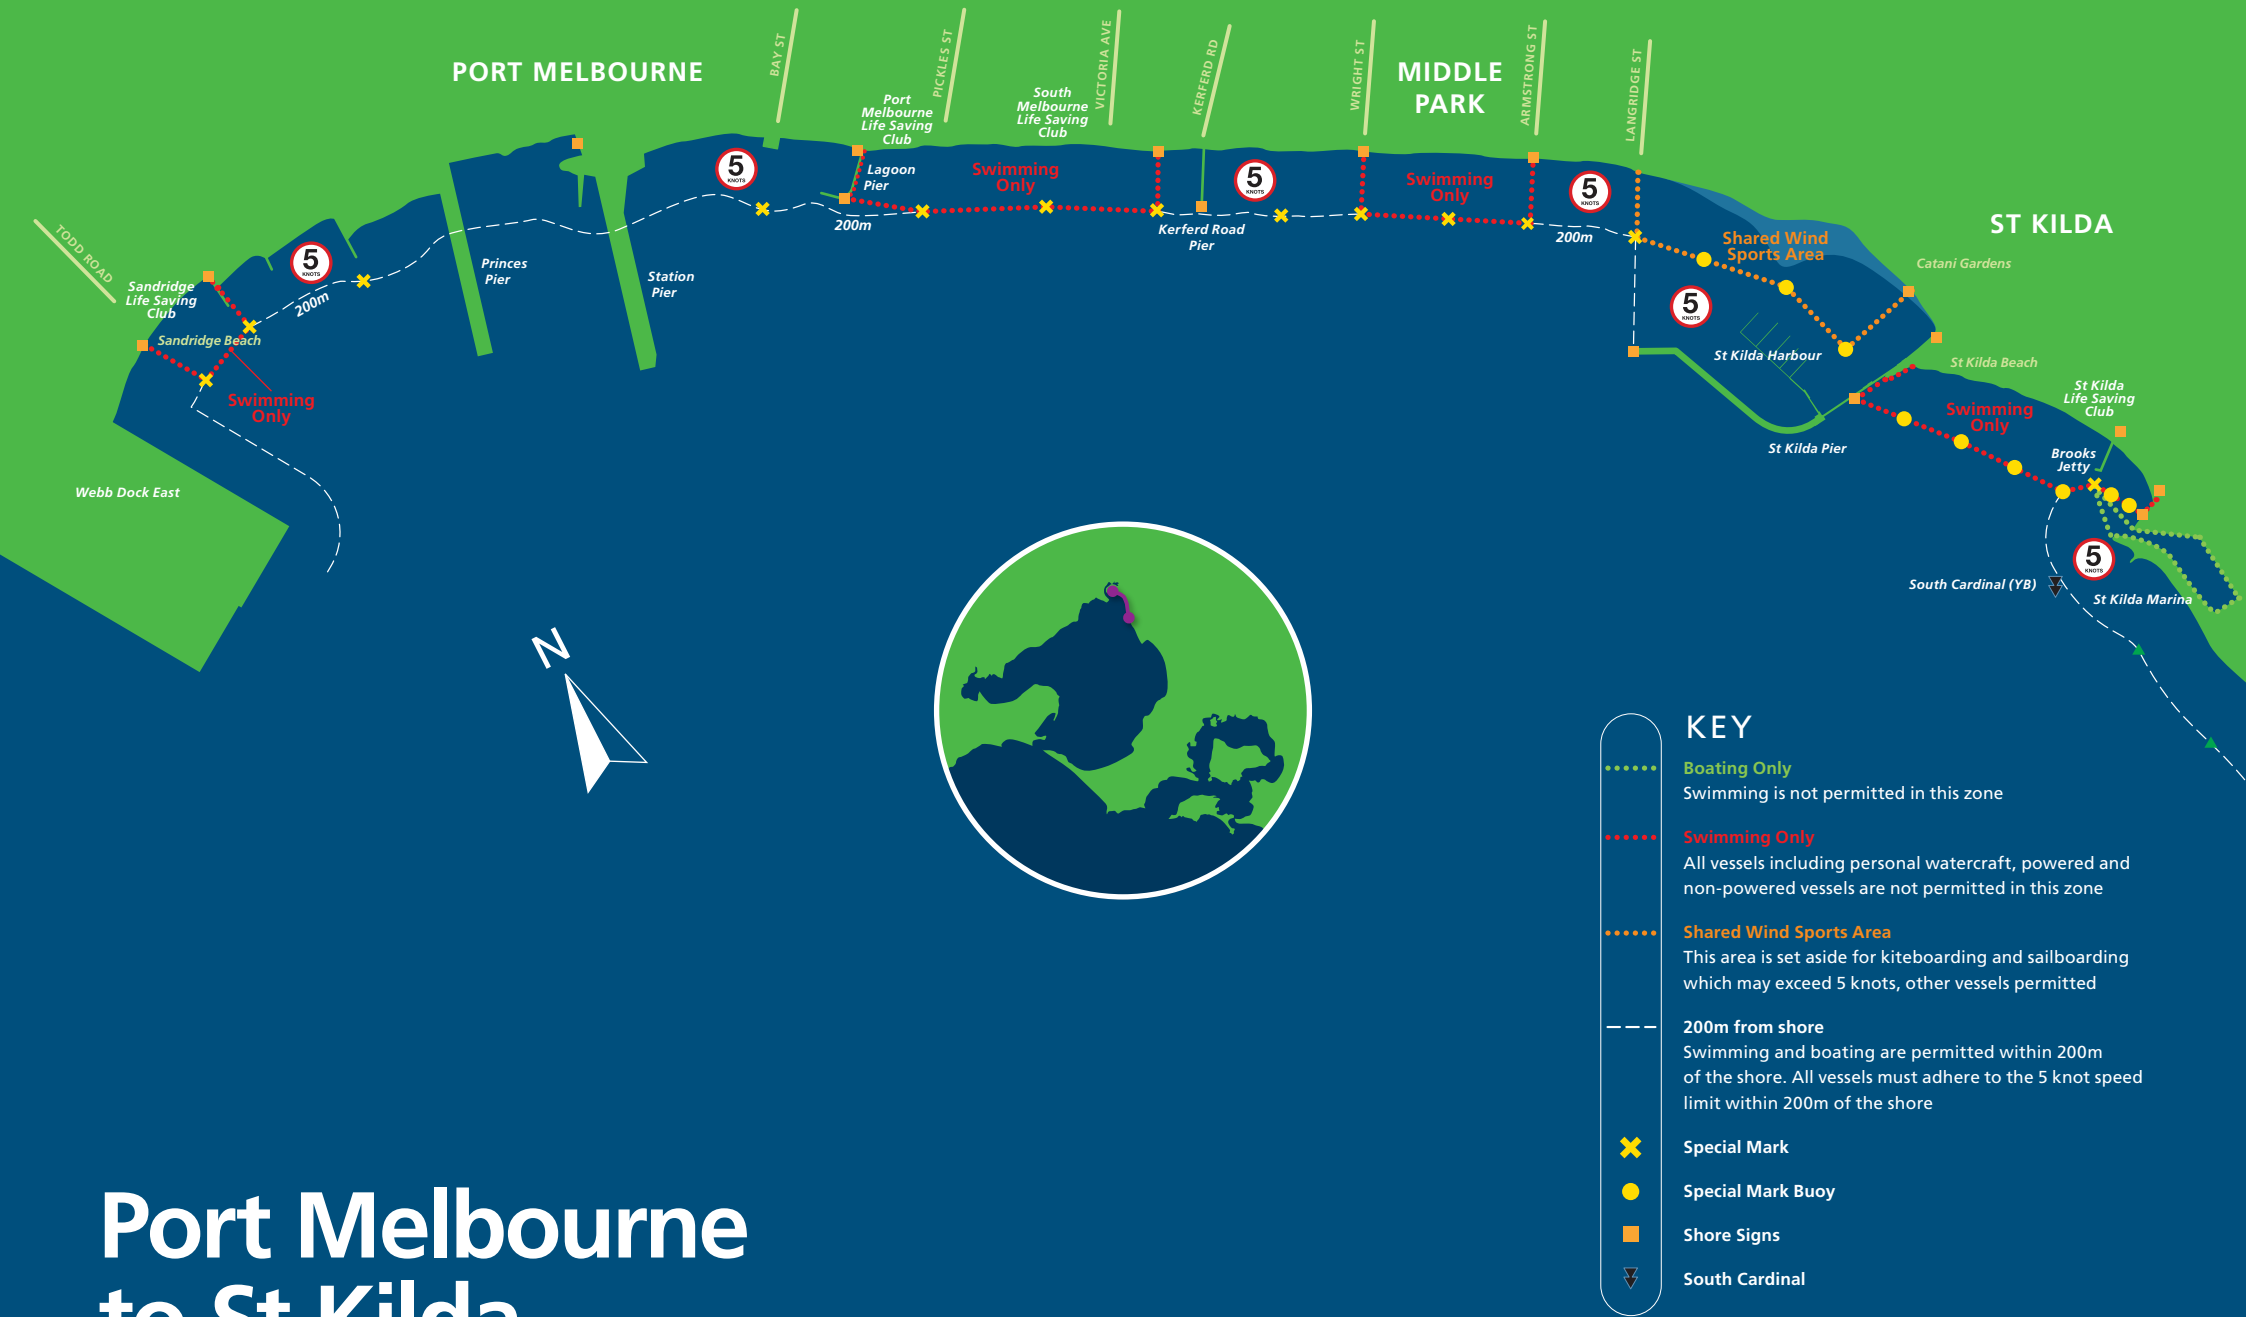 PORT MELBOURNE
BAY ST
PICKLES ST
VICTORIA AVE
KERFERD RD
WRIGHT ST
MIDDLE
PARK
ARMSTRONG ST
LANGRIDGE ST
ST KILDA
TODD ROAD
Port
Melbourne
Life Saving
Club
South
Melbourne
Life Saving
Club
Lagoon
Pier
Swimming
Only
Swimming
Only
5
KNOTS
5
KNOTS
5
KNOTS
5
KNOTS
200m
Kerferd Road
Pier
200m
Shared Wind
Sports Area
Catani Gardens
Sandridge
Life Saving
Club
Sandridge Beach
200m
Princes
Pier
Station
Pier
Swimming
Only
5
KNOTS
St Kilda Harbour
St Kilda Beach
St Kilda
Life Saving
Club
Swimming
Only
St Kilda Pier
Brooks
Jetty
Webb Dock East
5
KNOTS
South Cardinal (YB)
St Kilda Marina
N
KEY
Boating Only
Swimming is not permitted in this zone
Swimming Only
All vessels including personal watercraft, powered and
non-powered vessels are not permitted in this zone
Shared Wind Sports Area
This area is set aside for kiteboarding and sailboarding
which may exceed 5 knots, other vessels permitted
200m from shore
Swimming and boating are permitted within 200m
of the shore. All vessels must adhere to the 5 knot speed
limit within 200m of the shore
Special Mark
Special Mark Buoy
Shore Signs
South Cardinal
Port Melbourne
to St Kilda